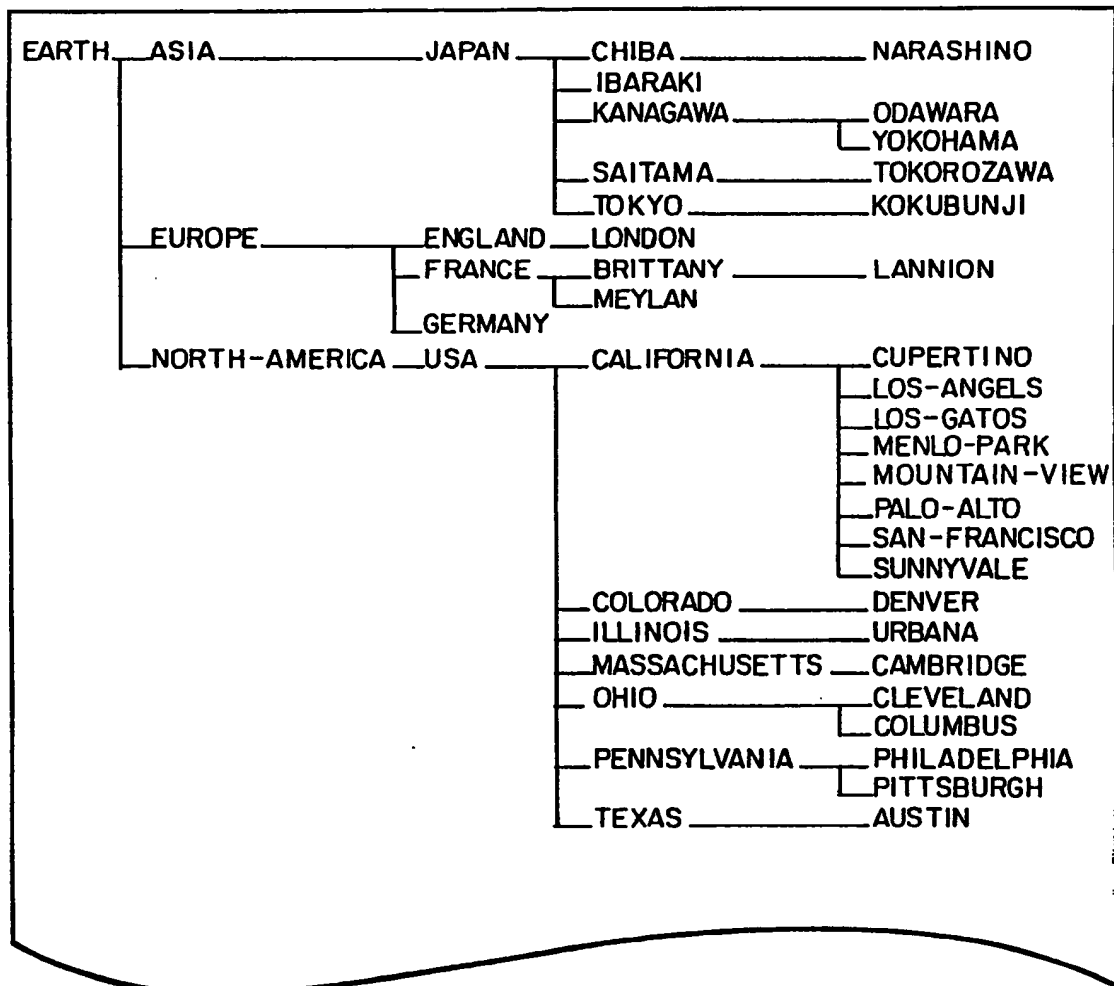 EARTH ASIA JAPAN CHIBA NARASHINO
IBARAKI
KANAGAWA ODAWARA
YOKOHAMA
SAITAMA TOKOROZAWA
TOKYO KOKUBUNJI
EUROPE ENGLAND LONDON
FRANCE BRITTANY LANNION
MEYLAN
GERMANY
NORTH-AMERICA USA CALIFORNIA CUPERTINO
LOS-ANGELS
LOS-GATOS
MENLO-PARK
MOUNTAIN-VIEW
PALO-ALTO
SAN-FRANCISCO
SUNNYVALE
COLORADO DENVER
ILLINOIS URBANA
MASSACHUSETTS CAMBRIDGE
OHIO CLEVELAND
COLUMBUS
PENNSYLVANIA PHILADELPHIA
PITTSBURGH
TEXAS AUSTIN